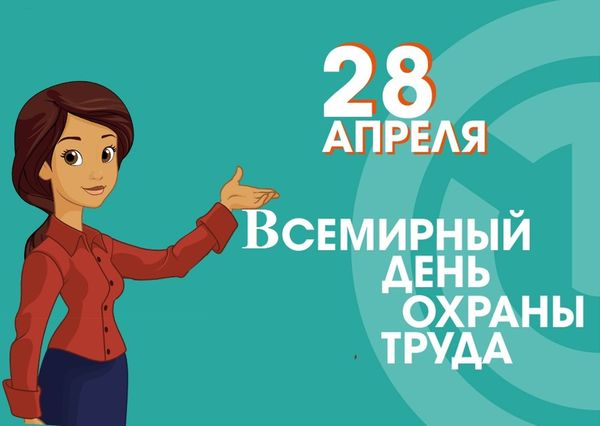 28
АПРЕЛЯ
ВСЕМИРНЫЙ
ДЕНЬ
ОХРАНЫ
ТРУДА